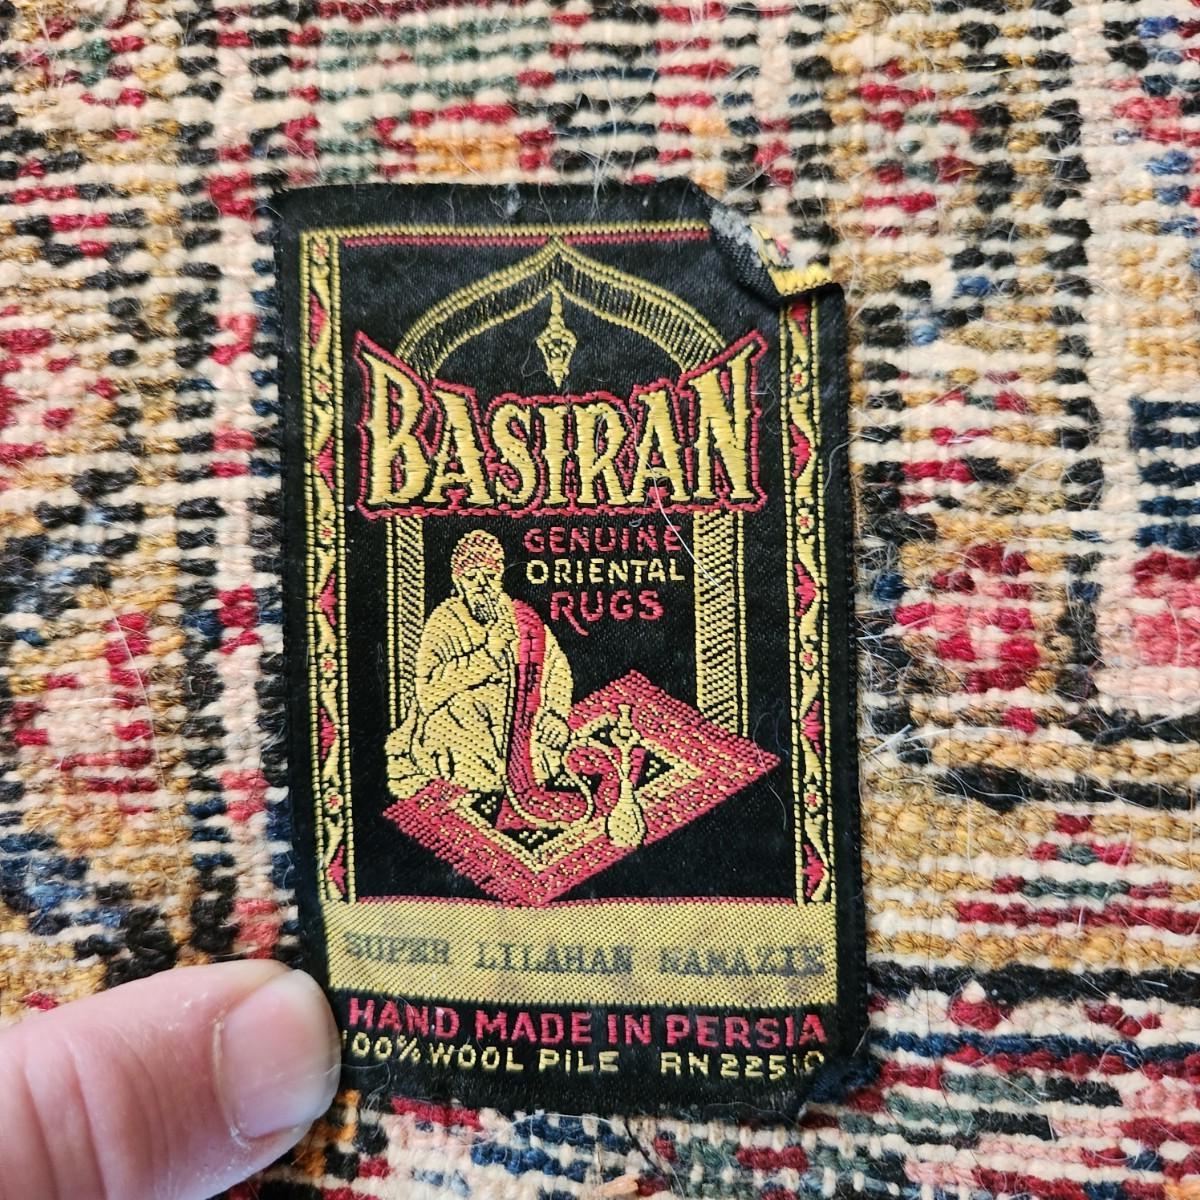 BASIRAN
GENUINE
ORIENTAL
RUGS
SUPER LILAHAN NAMAZIE
HAND MADE IN PERSIA
100% WOOL PILE RN 22510